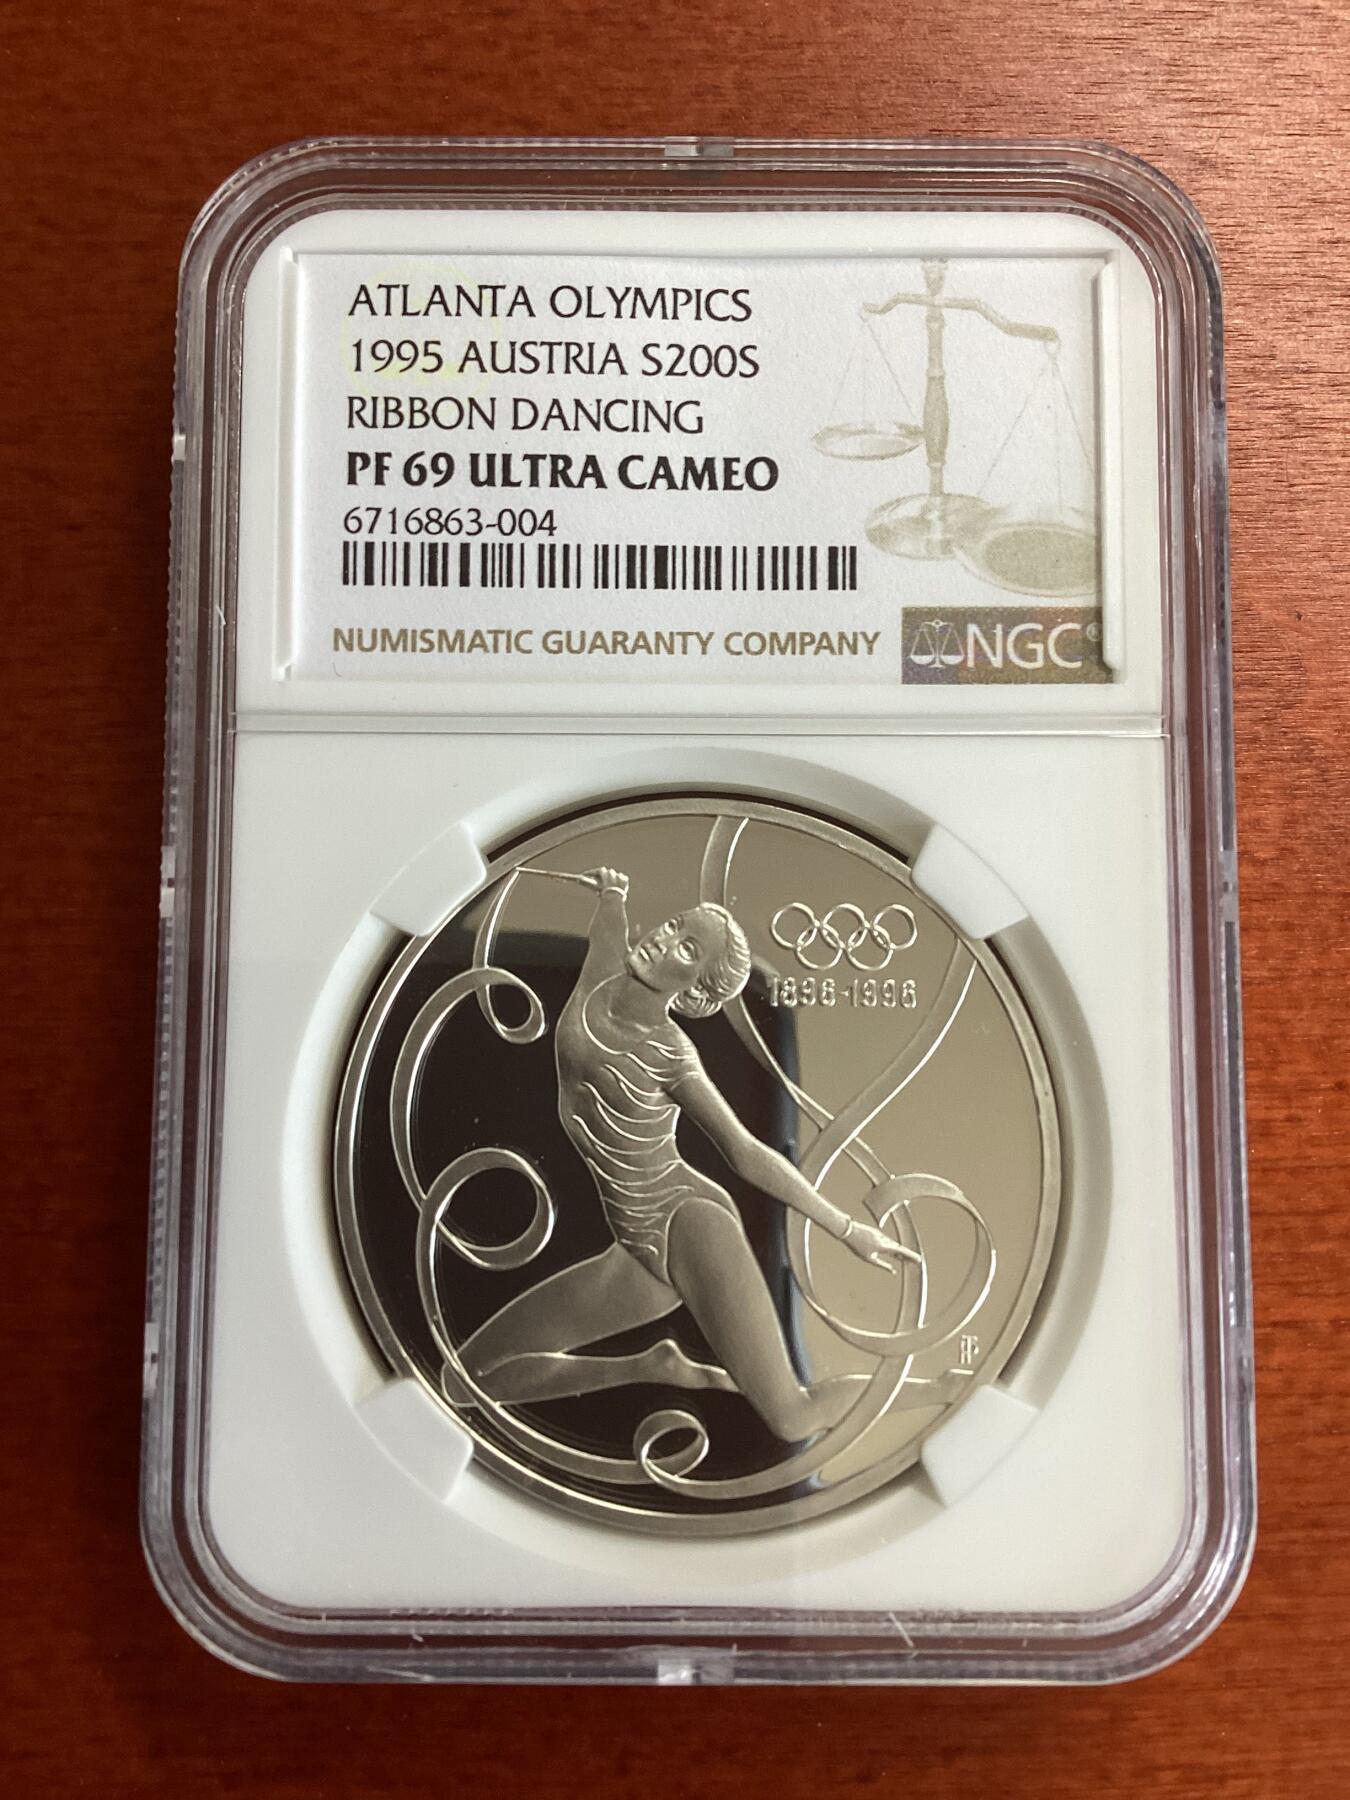 ATLANTA OLYMPICS
1995 AUSTRIA S200S
RIBBON DANCING
PF 69 ULTRA CAMEO
6716863-004
NUMISMATIC GUARANTY COMPANY
NGC®
1896-1996